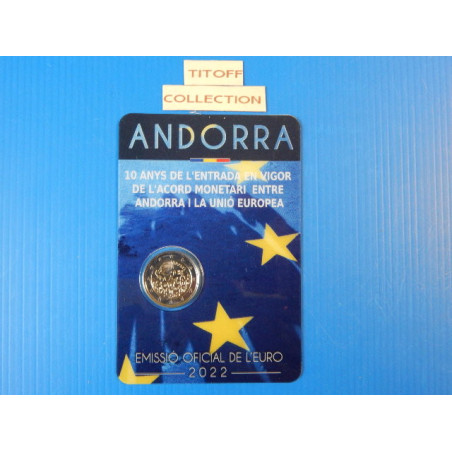 TITOFF
COLLECTION
ANDORRA
10 ANYS DE L'ENTRADA EN VIGOR
DE L'ACORD MONETARI ENTRE
ANDORRA I LA UNIÓ EUROPEA
EMISSIÓ OFICIAL DE L'EURO
2022